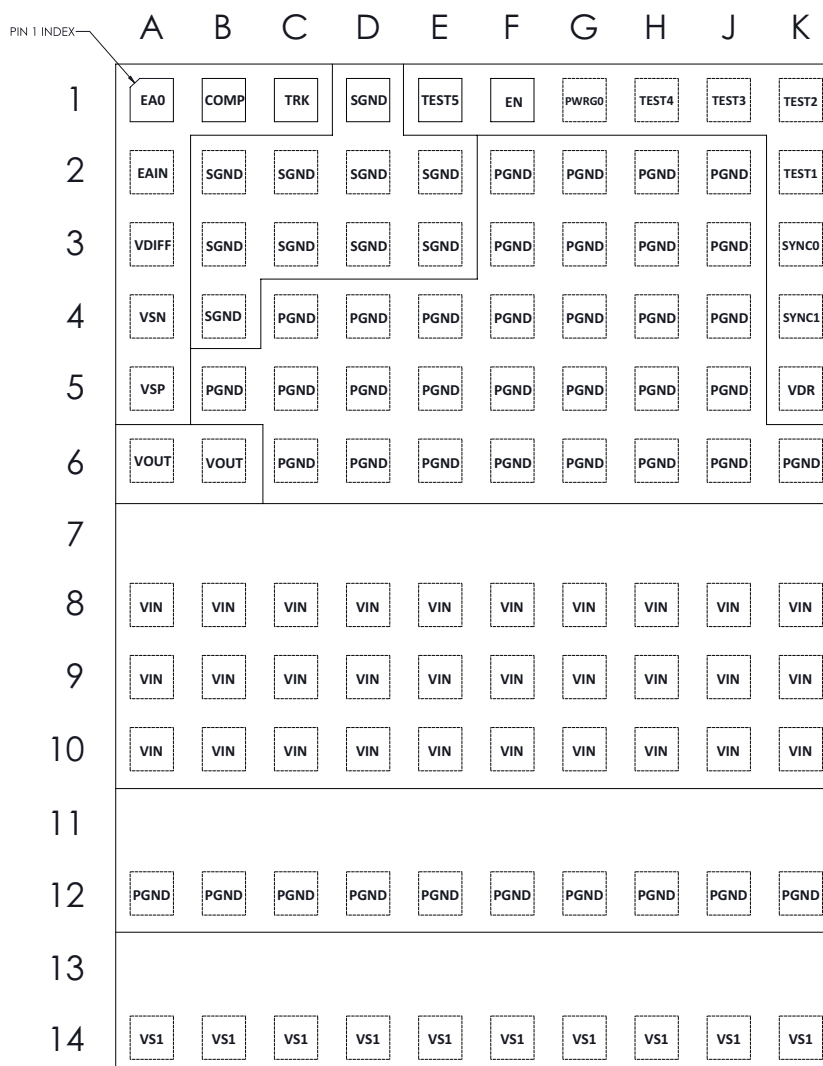 PIN 1 INDEX
A B C D E F G H J K
1 EA0 COMP TRK SGND TEST5 EN PWRG0 TEST4 TEST3 TEST2
2 EAIN SGND SGND SGND SGND PGND PGND PGND PGND TEST1
3 VDIFF SGND SGND SGND SGND PGND PGND PGND PGND SYNC0
4 VSN SGND PGND PGND PGND PGND PGND PGND PGND SYNC1
5 VSP PGND PGND PGND PGND PGND PGND PGND PGND VDR
6 VOUT VOUT PGND PGND PGND PGND PGND PGND PGND PGND
7
8 VIN VIN VIN VIN VIN VIN VIN VIN VIN VIN
9 VIN VIN VIN VIN VIN VIN VIN VIN VIN VIN
10 VIN VIN VIN VIN VIN VIN VIN VIN VIN VIN
11
12 PGND PGND PGND PGND PGND PGND PGND PGND PGND PGND
13
14 VS1 VS1 VS1 VS1 VS1 VS1 VS1 VS1 VS1 VS1